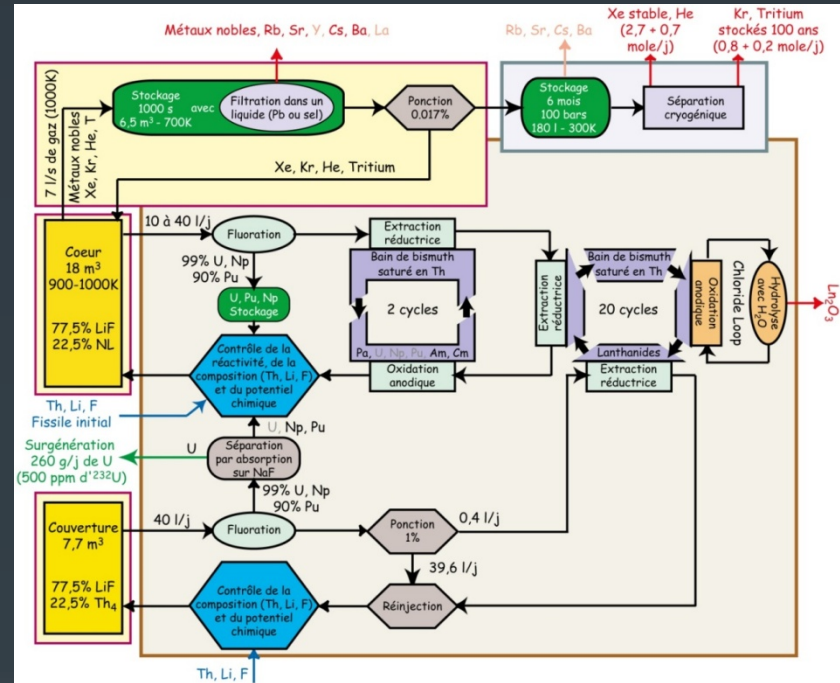 Métaux nobles, Rb, Sr, Y, Cs, Ba, La
Rb, Sr, Cs, Ba
Xe stable, He
(2,7 + 0,7
mole/j)
Kr, Tritium
stockés 100 ans
(0,8 + 0,2 mole/j)
7 l/s de gaz (1000K)
Métaux nobles
Xe, Kr, He, T
Stockage
1000 s avec
6,5 m³ - 700K
Filtration dans un
liquide (Pb ou sel)
Ponction
0.017%
Stockage
6 mois
100 bars
180 l - 300K
Séparation
cryogénique
Xe, Kr, He, Tritium
Coeur
18 m³
900-1000K
77,5% LiF
22,5% NL
10 à 40 l/j
Fluoration
99% U, Np
90% Pu
U, Pu, Np
Stockage
Contrôle de la
réactivité, de la
composition (Th, Li, F)
et du potentiel
chimique
Extraction
réductrice
Bain de bismuth
saturé en Th
2 cycles
Pa, U, Np, Pu, Am, Cm
Oxidation
anodique
Extraction
réductrice
Bain de bismuth
saturé en Th
20 cycles
Lanthanides
Extraction
réductrice
Oxidation
anodique
Chloride Loop
Hydrolyse
avec H₂O
Ln₂O₃
Th, Li, F
Fissile initial
Surgénération
260 g/j de U
(500 ppm d'²³²U)
U
U, Np, Pu
Séparation
par absorption
sur NaF
99% U, Np
90% Pu
Couverture
7,7 m³
77,5% LiF
22,5% Th₄
40 l/j
Fluoration
Ponction
1%
0,4 l/j
39,6 l/j
Réinjection
Contrôle de la
composition (Th, Li, F)
et du potentiel
chimique
Th, Li, F